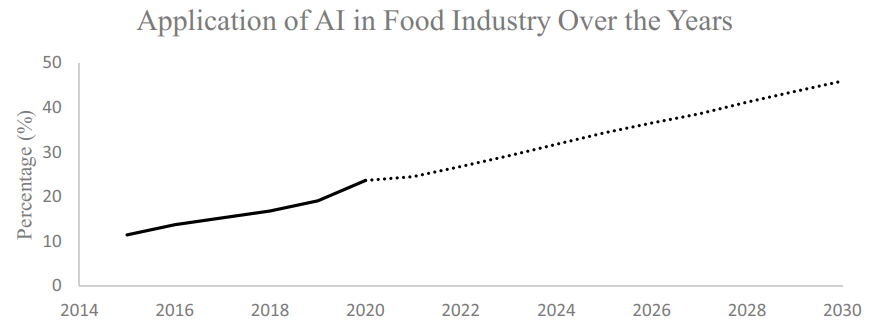 Application of AI in Food Industry Over the Years
50
40
30
20
10
0
Percentage (%)
2014 2016 2018 2020 2022 2024 2026 2028 2030